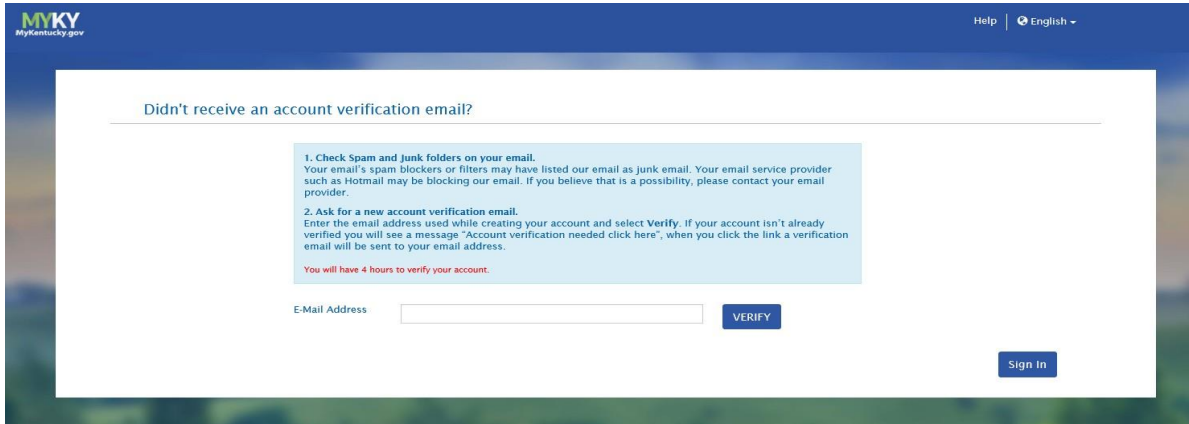 MYKY
MyKentucky.gov
Help
English
Didn't receive an account verification email?
1. Check Spam and Junk folders on your email.
Your email's spam blockers or filters may have listed our email as junk email. Your email service provider
such as Hotmail may be blocking our email. If you believe that is a possibility, please contact your email
provider.
2. Ask for a new account verification email.
Enter the email address used while creating your account and select Verify. If your account isn't already
verified you will see a message “Account verification needed click here”, when you click the link a verification
email will be sent to your email address.
You will have 4 hours to verify your account.
E-Mail Address
VERIFY
Sign In